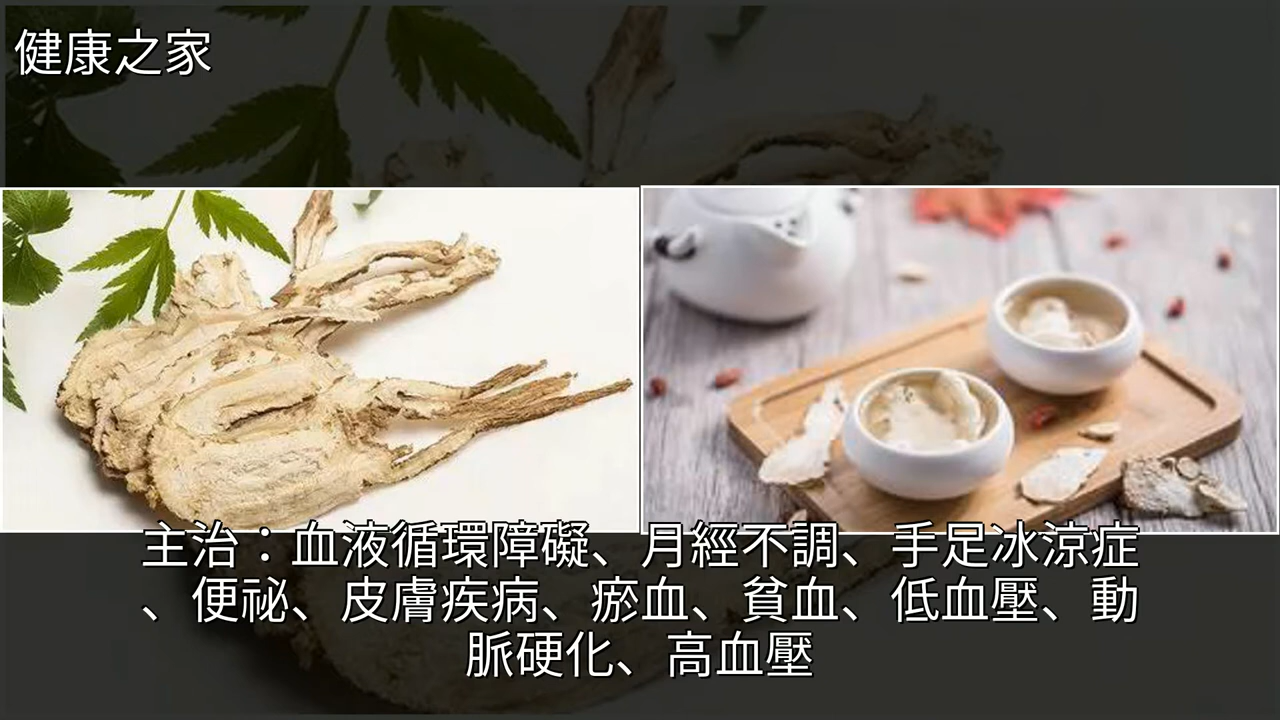 健康之家
主治：血液循環障礙、月經不調、手足冰涼症
、便祕、皮膚疾病、瘀血、貧血、低血壓、動
脈硬化、高血壓